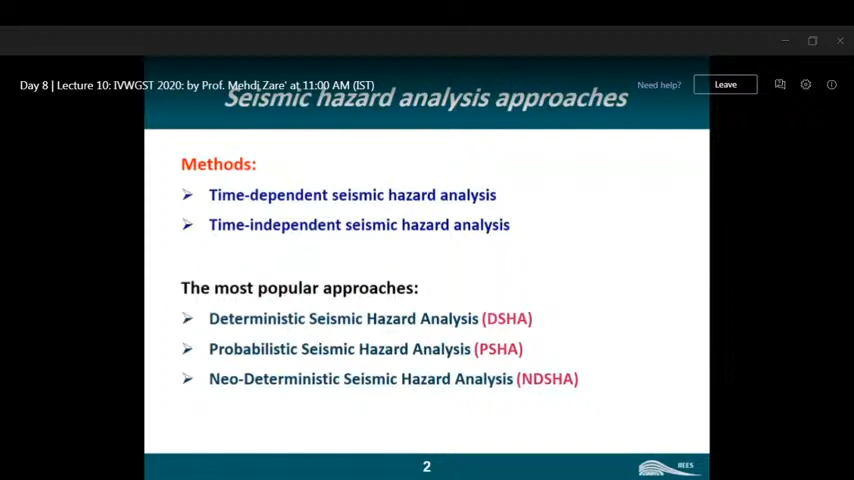 Day 8 | Lecture 10: IVWGST 2020: by Prof. Mehdi Zare' at 11:00 AM (IST)
Need help?
Leave
Seismic hazard analysis approaches
Methods:
Time-dependent seismic hazard analysis
Time-independent seismic hazard analysis
The most popular approaches:
Deterministic Seismic Hazard Analysis (DSHA)
Probabilistic Seismic Hazard Analysis (PSHA)
Neo-Deterministic Seismic Hazard Analysis (NDSHA)
2
IIEES